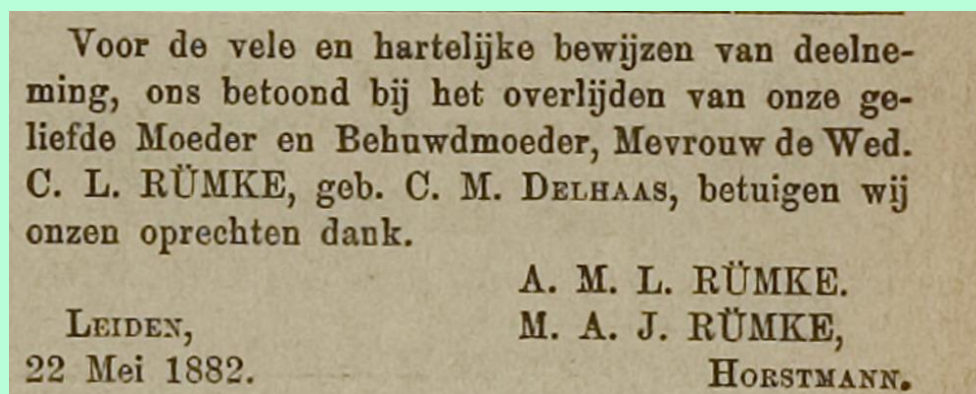 Voor de vele en hartelijke bewijzen van deelne-
ming, ons betoond bij het overlijden van onze ge-
liefde Moeder en Behuwdmoeder, Mevrouw de Wed.
C. L. RÜMKE, geb. C. M. DELHAAS, betuigen wij
onzen oprechten dank.
A. M. L. RÜMKE.
LEIDEN, M. A. J. RÜMKE,
22 Mei 1882. HORSTMANN.